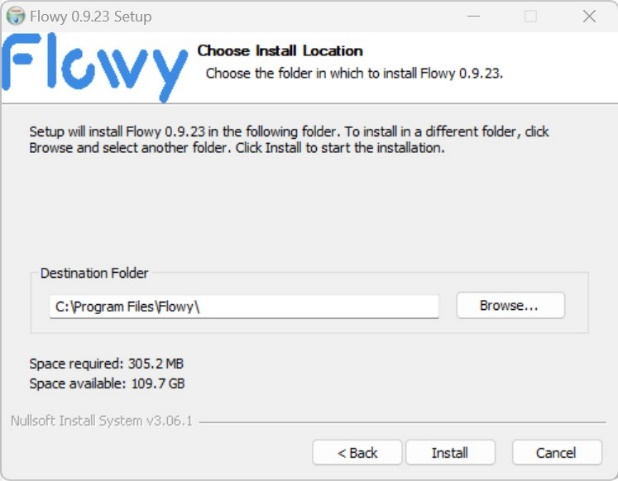 Flowy 0.9.23 Setup
Flowy
Choose Install Location
Choose the folder in which to install Flowy 0.9.23.
Setup will install Flowy 0.9.23 in the following folder. To install in a different folder, click
Browse and select another folder. Click Install to start the installation.
Destination Folder
C:\Program Files\Flowy\
Browse...
Space required: 305.2 MB
Space available: 109.7 GB
Nullsoft Install System v3.06.1
< Back
Install
Cancel